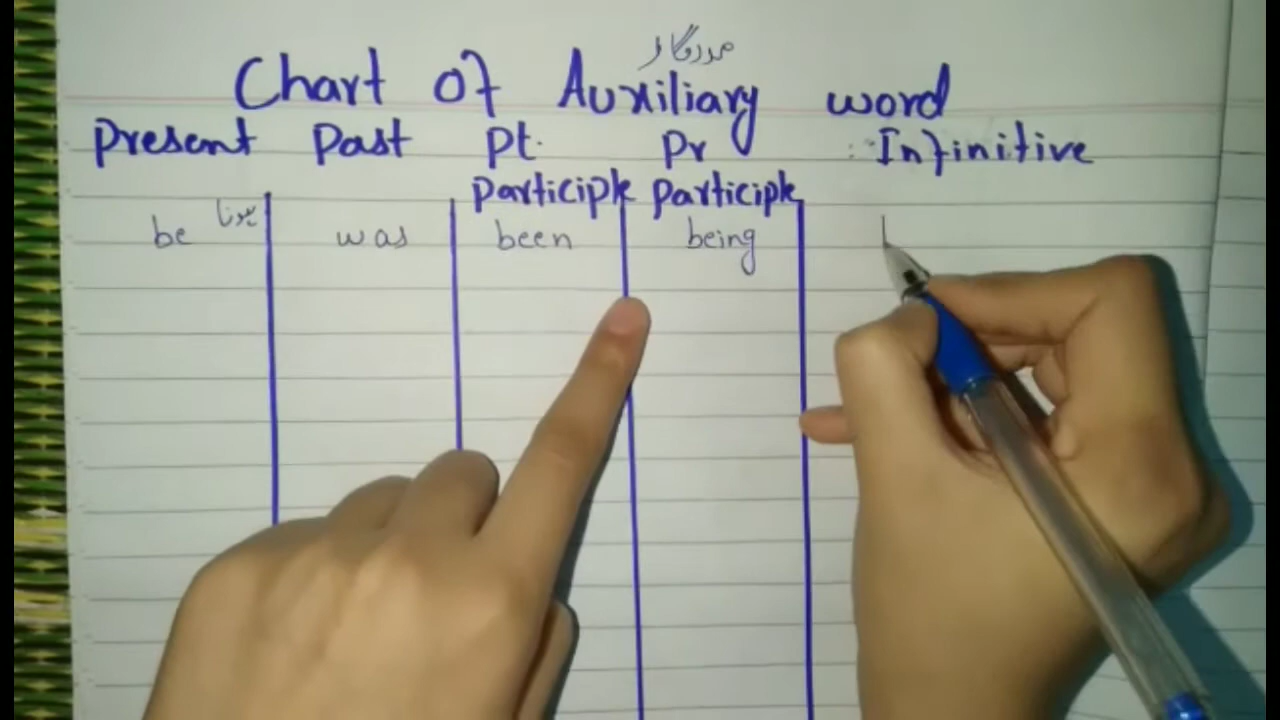 مددگار
Chart of Auxiliary word
Present Past Pt. Pr Infinitive
participle participle
be ہونا was been being